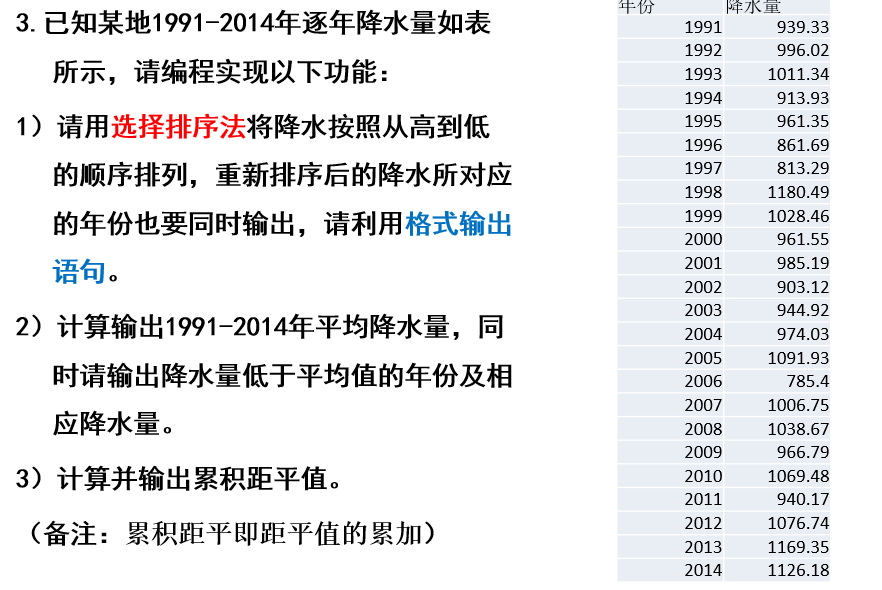 3.已知某地1991-2014年逐年降水量如表
所示，请编程实现以下功能：
1）请用选择排序法将降水按照从高到低
的顺序排列，重新排序后的降水所对应
的年份也要同时输出，请利用格式输出
语句。
2）计算输出1991-2014年平均降水量，同
时请输出降水量低于平均值的年份及相
应降水量。
3）计算并输出累积距平值。
（备注：累积距平即距平值的累加）
年份 降水量
1991 939.33
1992 996.02
1993 1011.34
1994 913.93
1995 961.35
1996 861.69
1997 813.29
1998 1180.49
1999 1028.46
2000 961.55
2001 985.19
2002 903.12
2003 944.92
2004 974.03
2005 1091.93
2006 785.4
2007 1006.75
2008 1038.67
2009 966.79
2010 1069.48
2011 940.17
2012 1076.74
2013 1169.35
2014 1126.18